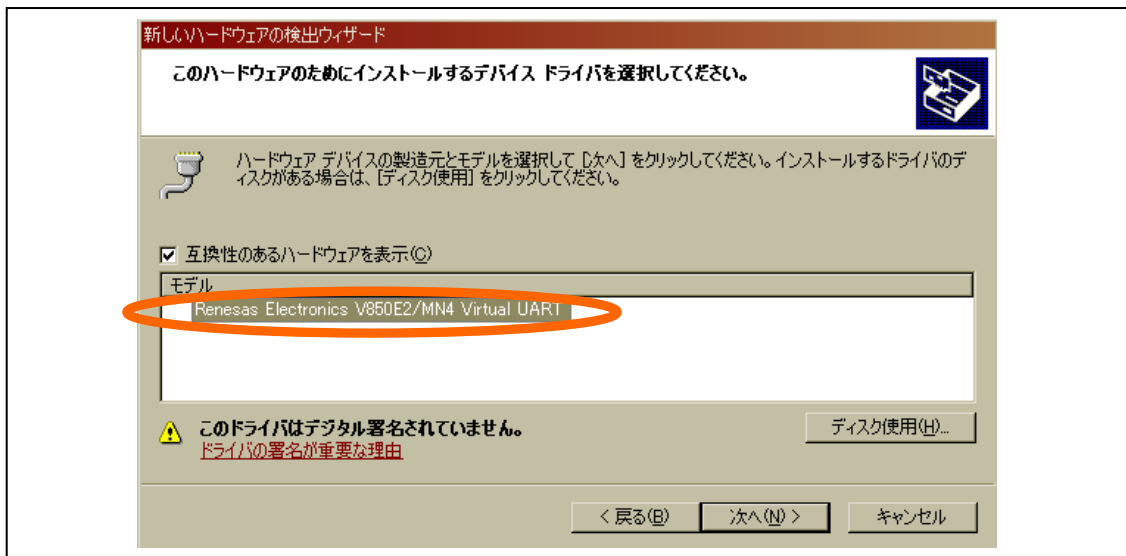 新しいハードウェアの検出ウィザード
このハードウェアのためにインストールするデバイス ドライバを選択してください。
ハードウェア デバイスの製造元とモデルを選択して [次へ] をクリックしてください。インストールするドライバのデ
ィスクがある場合は、[ディスク使用] をクリックしてください。
互換性のあるハードウェアを表示(C)
モデル
Renesas Electronics V850E2/MN4 Virtual UART
このドライバはデジタル署名されていません。
ドライバの署名が重要な理由
ディスク使用(H)...
< 戻る(B)
次へ(N) >
キャンセル